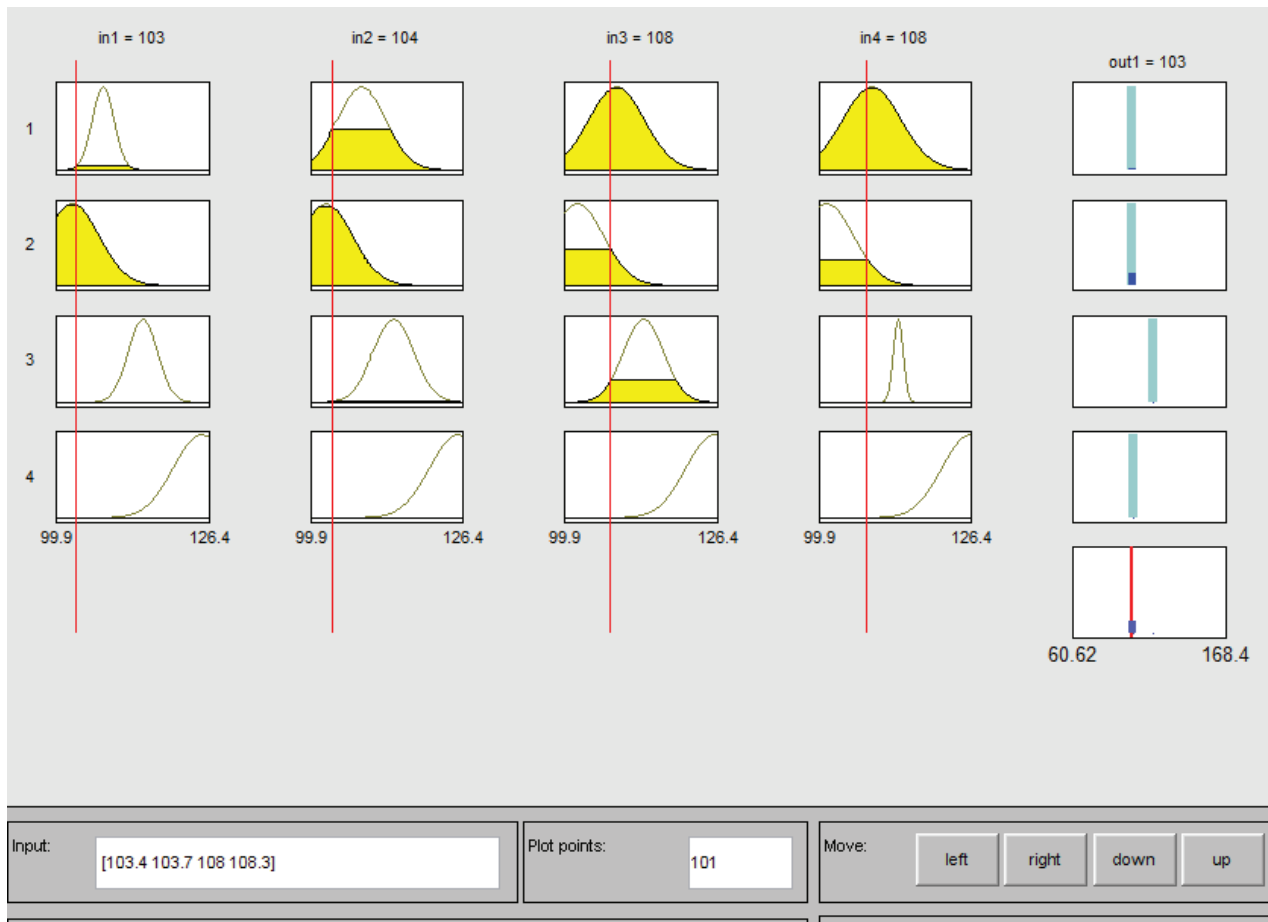 in1 = 103 in2 = 104 in3 = 108 in4 = 108
out1 = 103
1
2
3
4
99.9 126.4 99.9 126.4 99.9 126.4 99.9 126.4
60.62 168.4
Input: [103.4 103.7 108 108.3] Plot points: 101 Move: left right down up